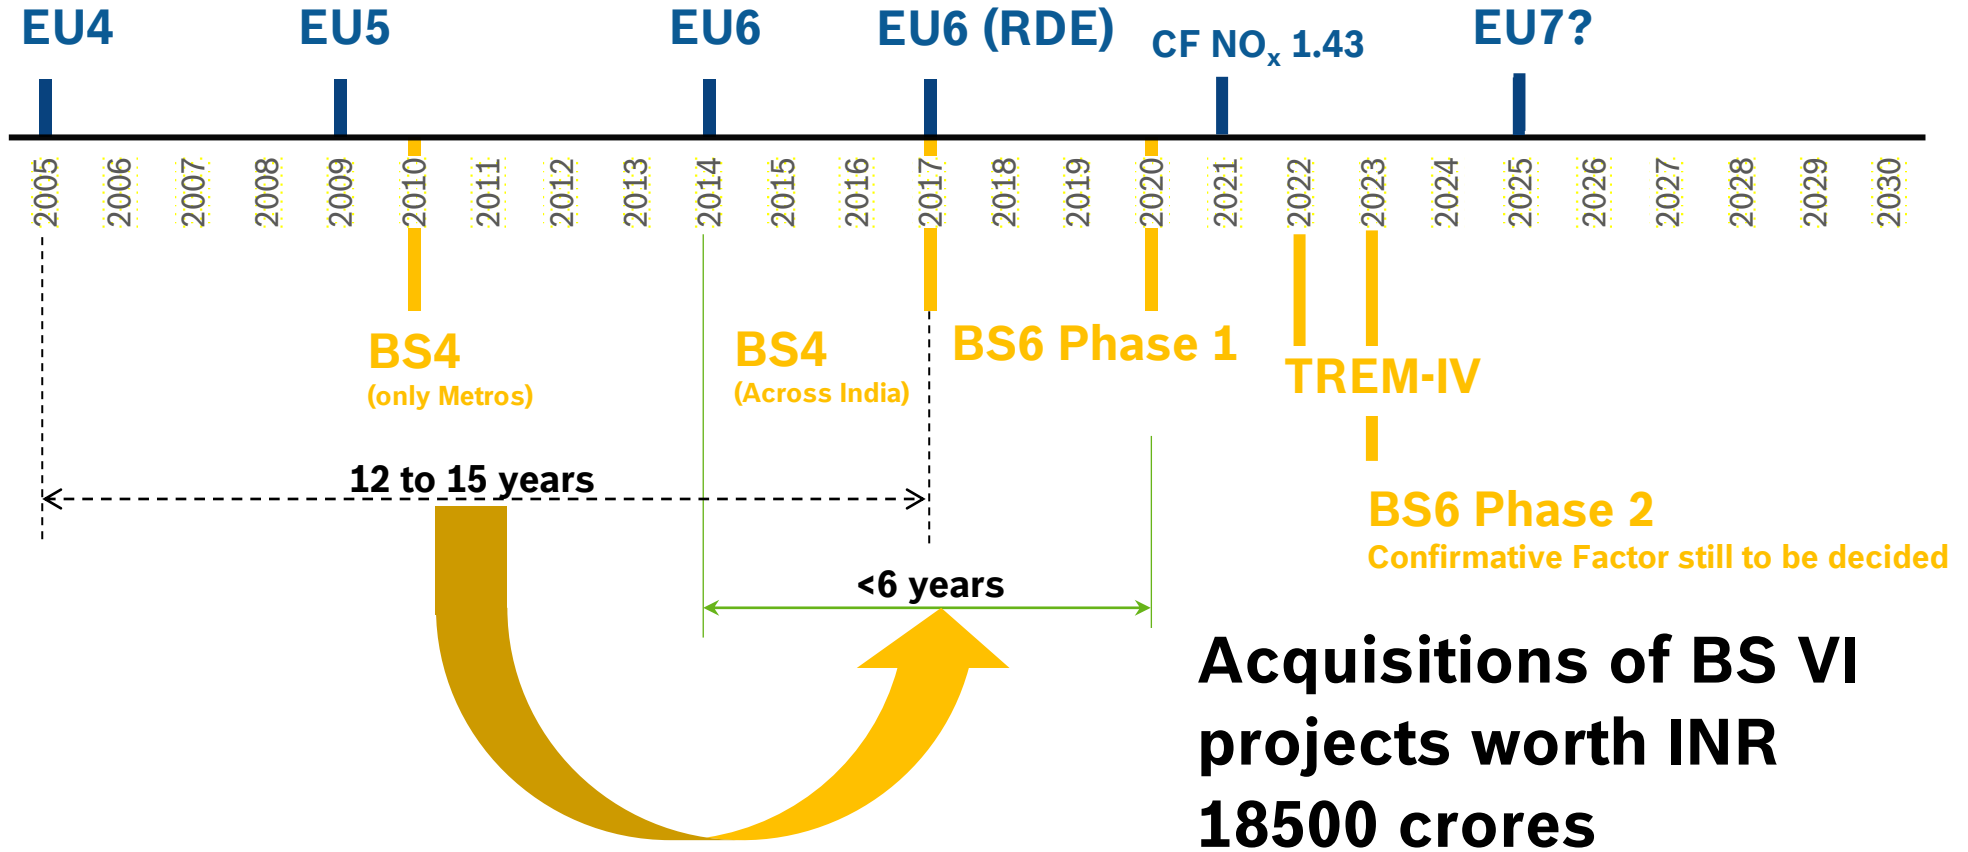 EU4
EU5
EU6
EU6 (RDE)
CF NOx 1.43
EU7?
2005
2006
2007
2008
2009
2010
2011
2012
2013
2014
2015
2016
2017
2018
2019
2020
2021
2022
2023
2024
2025
2026
2027
2028
2029
2030
BS4
(only Metros)
BS4
(Across India)
BS6 Phase 1
TREM-IV
12 to 15 years
BS6 Phase 2
Confirmative Factor still to be decided
<6 years
Acquisitions of BS VI
projects worth INR
18500 crores